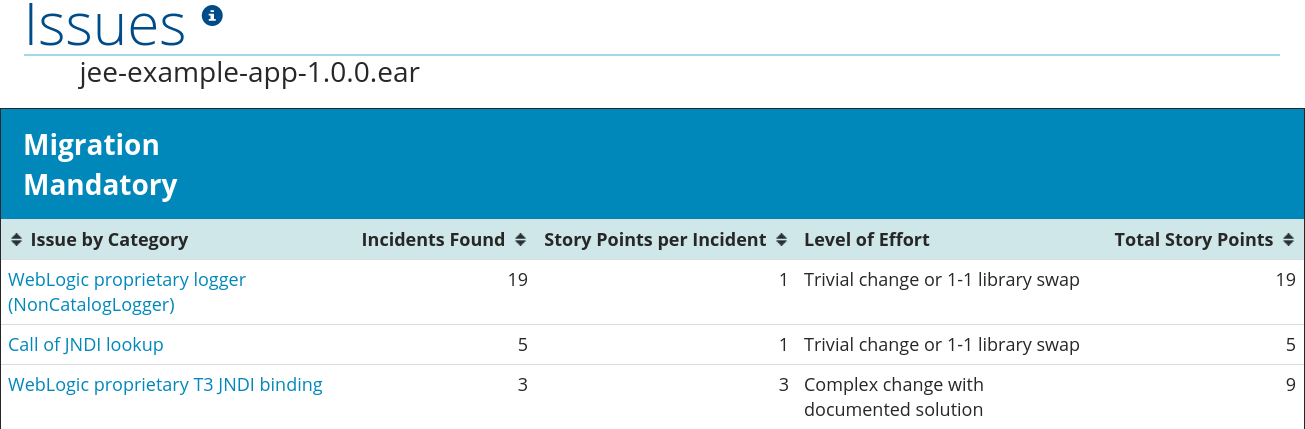 Issues
jee-example-app-1.0.0.ear
Migration
Mandatory
Issue by Category Incidents Found Story Points per Incident Level of Effort Total Story Points
WebLogic proprietary logger 19 1 Trivial change or 1-1 library swap 19
(NonCatalogLogger)
Call of JNDI lookup 5 1 Trivial change or 1-1 library swap 5
WebLogic proprietary T3 JNDI binding 3 3 Complex change with 9
documented solution